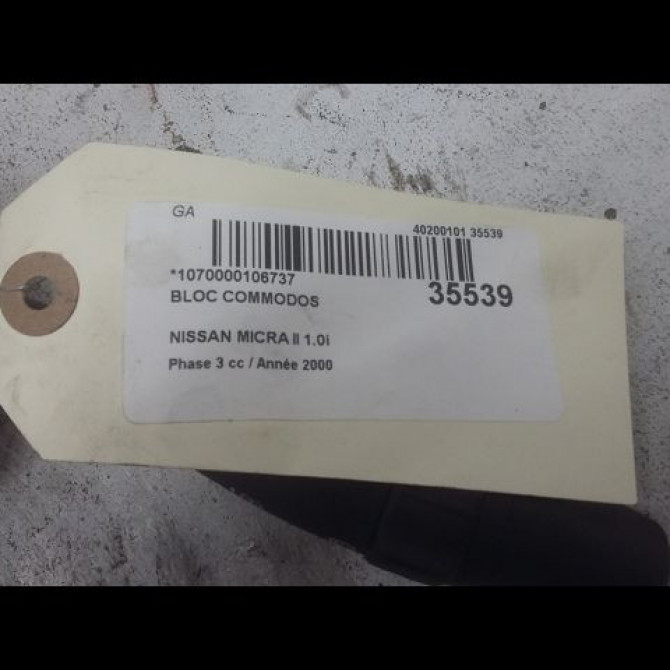 GA
40200101 35539
*1070000106737
BLOC COMMODOS
35539
NISSAN MICRA II 1.0i
Phase 3 cc / Année 2000